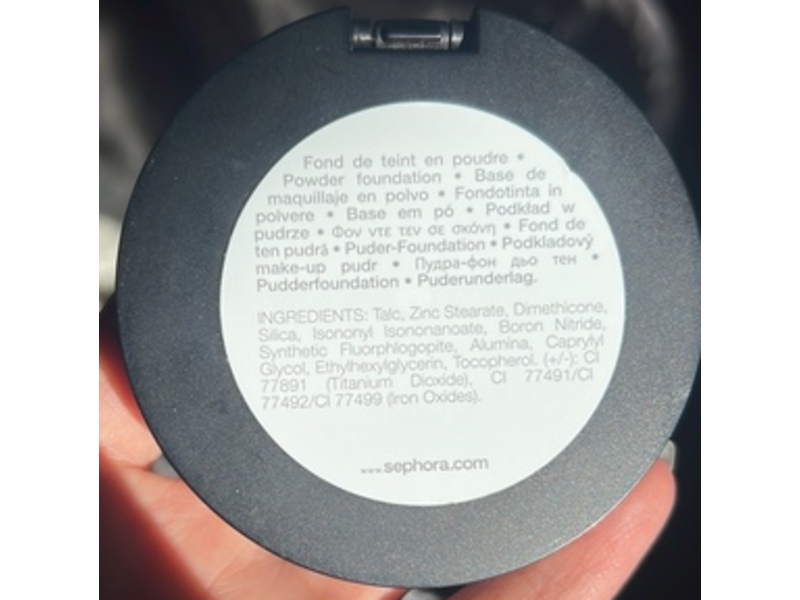 Fond de teint en poudre •
Powder foundation • Base de
maquillaje en polvo • Fondotinta in
polvere • Base em pó • Podkład w
pudrze • Φον ντε τεν σε σκόνη • Fond de
ten pudră • Puder-Foundation • Podkladový
make-up pudr • Пудра-фон дьо тен •
Pudderfoundation • Puderunderlag.
INGREDIENTS: Talc, Zinc Stearate, Dimethicone,
Silica, Isononyl Isononanoate, Boron Nitride,
Synthetic Fluorphlogopite, Alumina, Caprylyl
Glycol, Ethylhexylglycerin, Tocopherol. (+/-): CI
77891 (Titanium Dioxide), CI 77491/CI
77492/CI 77499 (Iron Oxides).
www.sephora.com